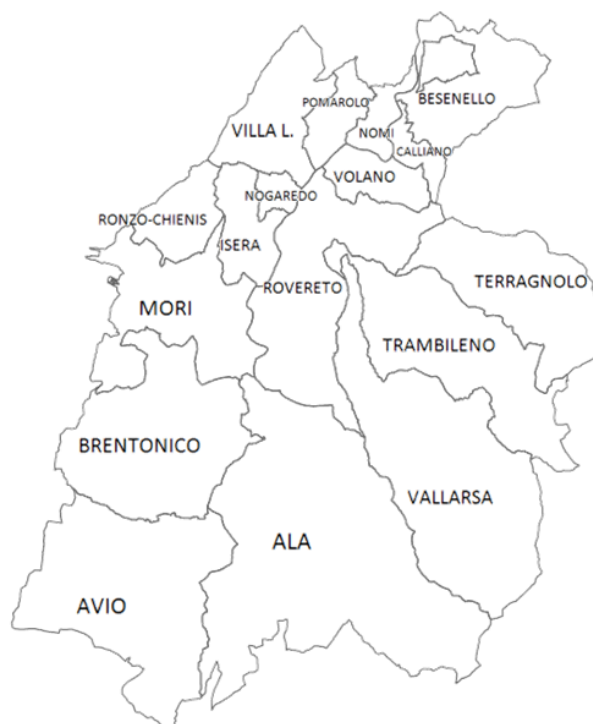 BESENELLO
POMAROLO
VILLA L.
NOMI
CALLIANO
VOLANO
NOGAREDO
RONZO-CHIENIS
ISERA
TERRAGNOLO
ROVERETO
MORI
TRAMBILENO
BRENTONICO
VALLARSA
ALA
AVIO